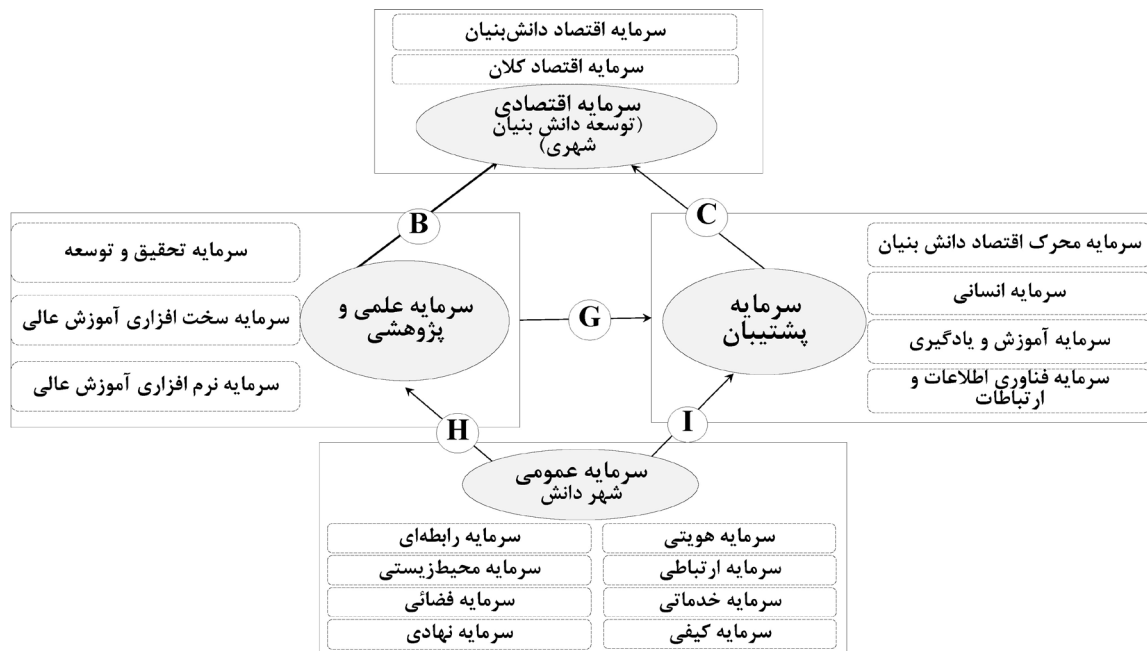 سرمایه اقتصاد دانش‌بنیان
سرمایه اقتصاد کلان
سرمایه اقتصادی
(توسعه دانش بنیان
شهری)
B
C
سرمایه محرک اقتصاد دانش بنیان
سرمایه انسانی
سرمایه آموزش و یادگیری
سرمایه فناوری اطلاعات و
ارتباطات
سرمایه
پشتیبان
G
سرمایه علمی و
پژوهشی
سرمایه تحقیق و توسعه
سرمایه سخت افزاری آموزش عالی
سرمایه نرم افزاری آموزش عالی
H
I
سرمایه عمومی
شهر دانش
سرمایه هویتی
سرمایه رابطه‌ای
سرمایه ارتباطی
سرمایه محیط‌زیستی
سرمایه خدماتی
سرمایه فضائی
سرمایه کیفی
سرمایه نهادی